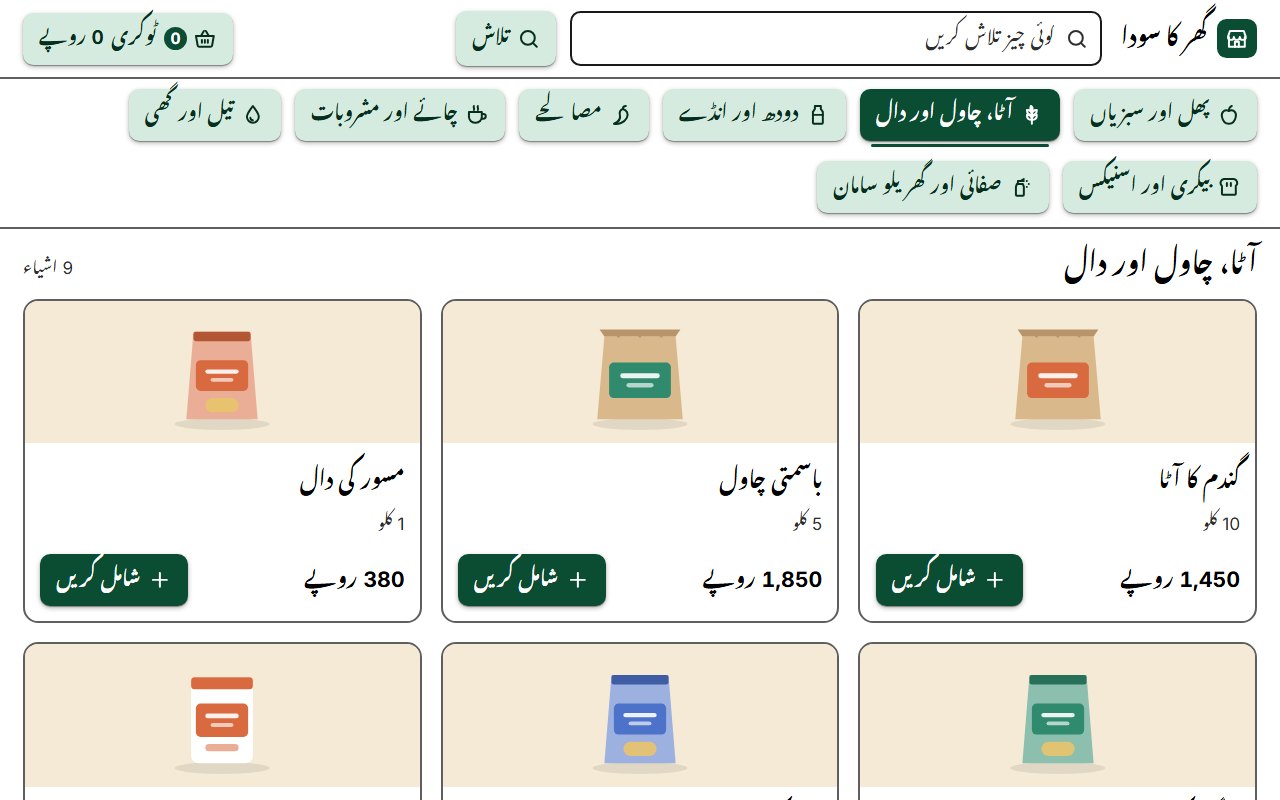 گھر کا سودا
کوئی چیز تلاش کریں
تلاش
ٹوکری 0
0 روپے
پھل اور سبزیاں
آٹا، چاول اور دال
دودھ اور انڈے
مصالحے
چائے اور مشروبات
تیل اور گھی
بیکری اور اسنیکس
صفائی اور گھریلو سامان
آٹا، چاول اور دال
9 اشیاء
گندم کا آٹا
10 کلو
1,450 روپے
شامل کریں
باسمتی چاول
5 کلو
1,850 روپے
شامل کریں
مسور کی دال
1 کلو
380 روپے
شامل کریں